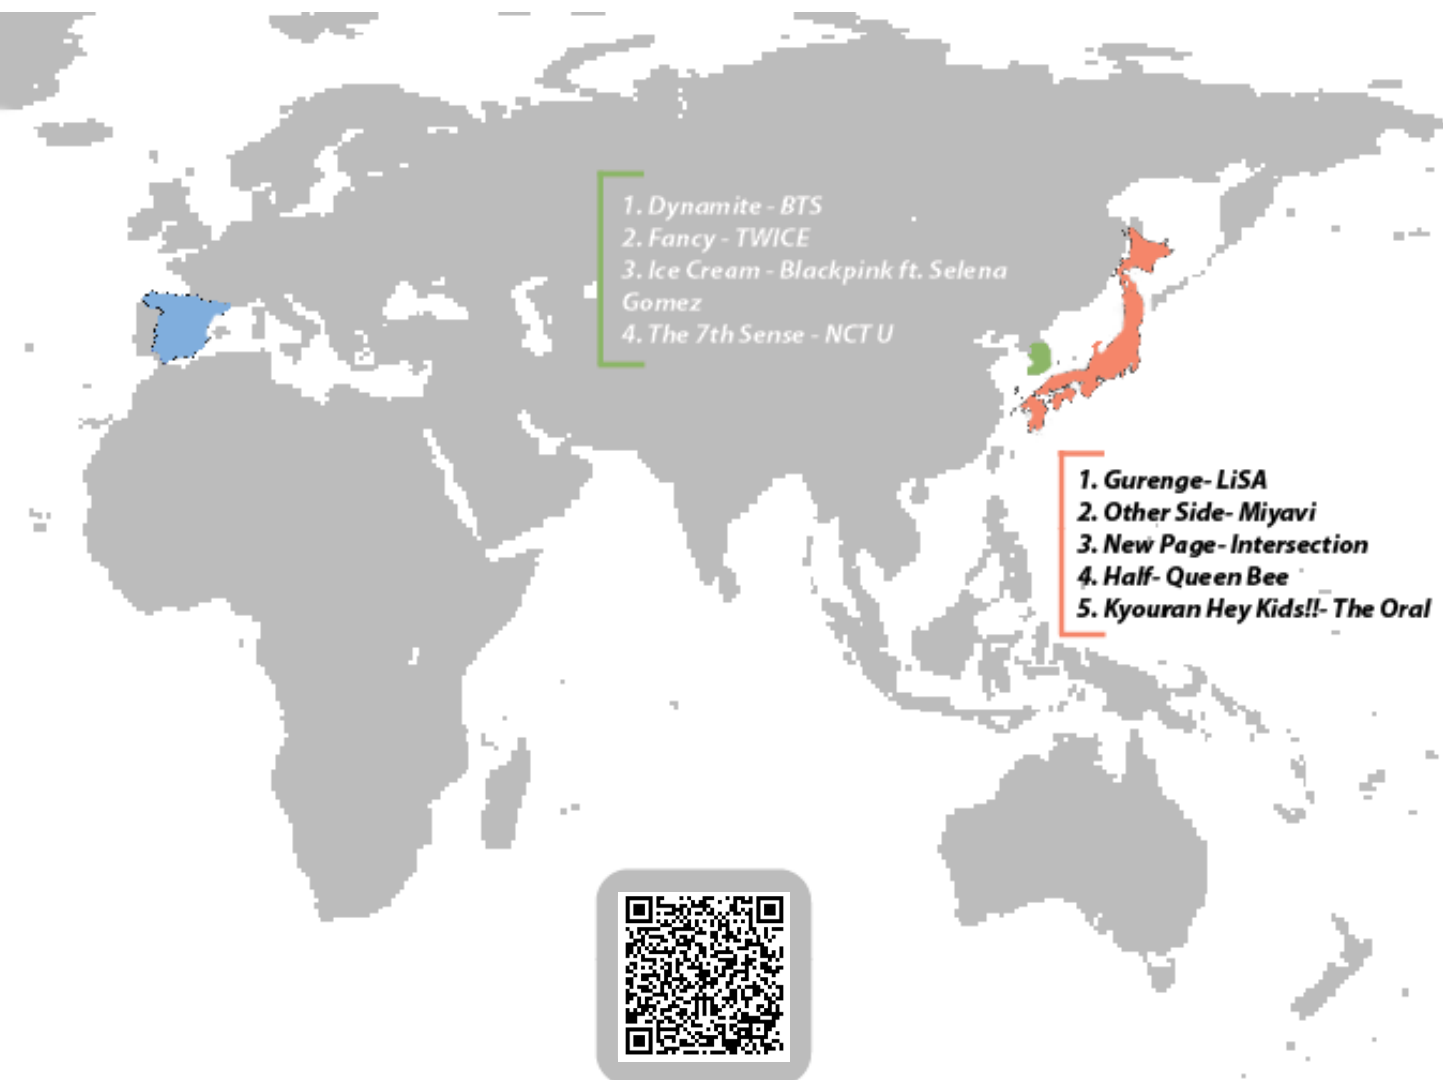 1. Dynamite - BTS
2. Fancy - TWICE
3. Ice Cream - Blackpink ft. Selena
Gomez
4. The 7th Sense - NCT U
1. Gurenge- LiSA
2. Other Side- Miyavi
3. New Page- Intersection
4. Half- Queen Bee
5. Kyouran Hey Kids!!- The Oral